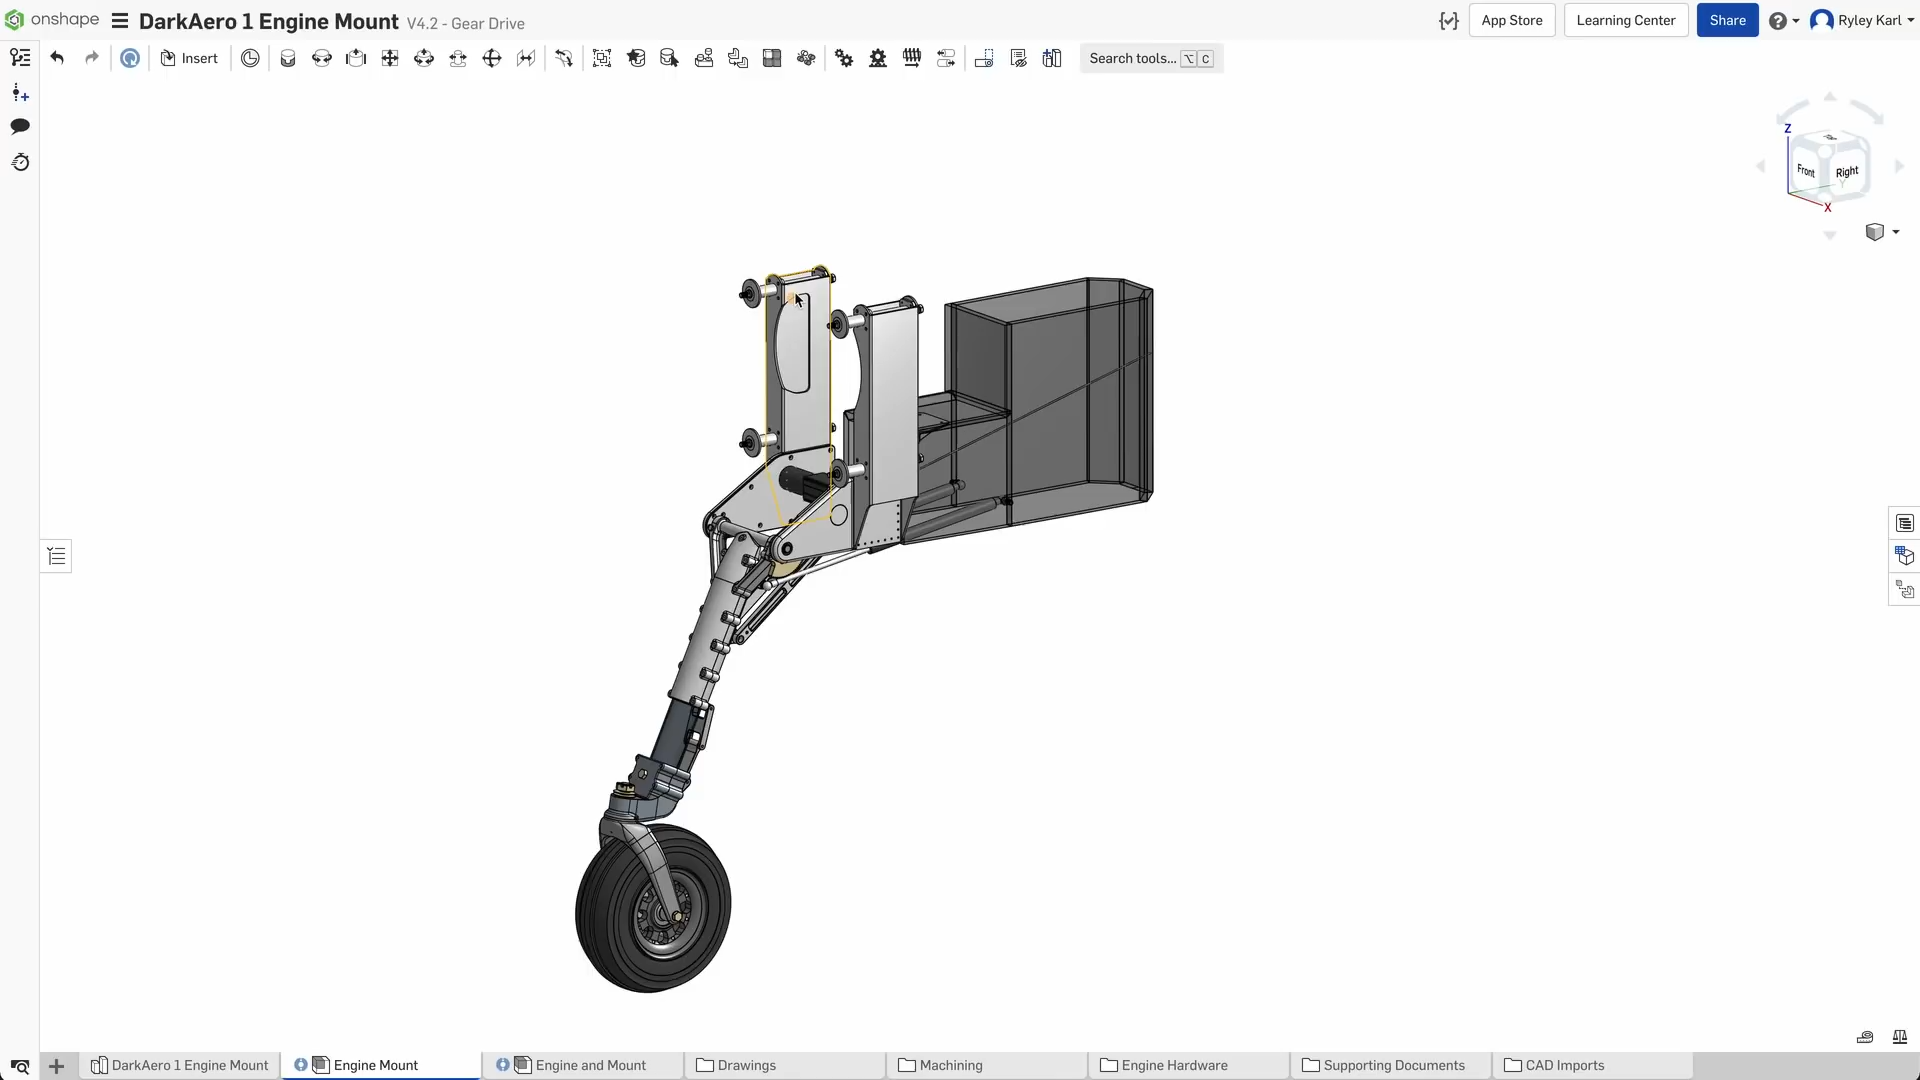 onshape DarkAero 1 Engine Mount V4.2 - Gear Drive App Store Learning Center Share Ryley Karl
Insert Search tools... ⌥ C
Z
Front Right
Y
X
DarkAero 1 Engine Mount Engine Mount Engine and Mount Drawings Machining Engine Hardware Supporting Documents CAD Imports